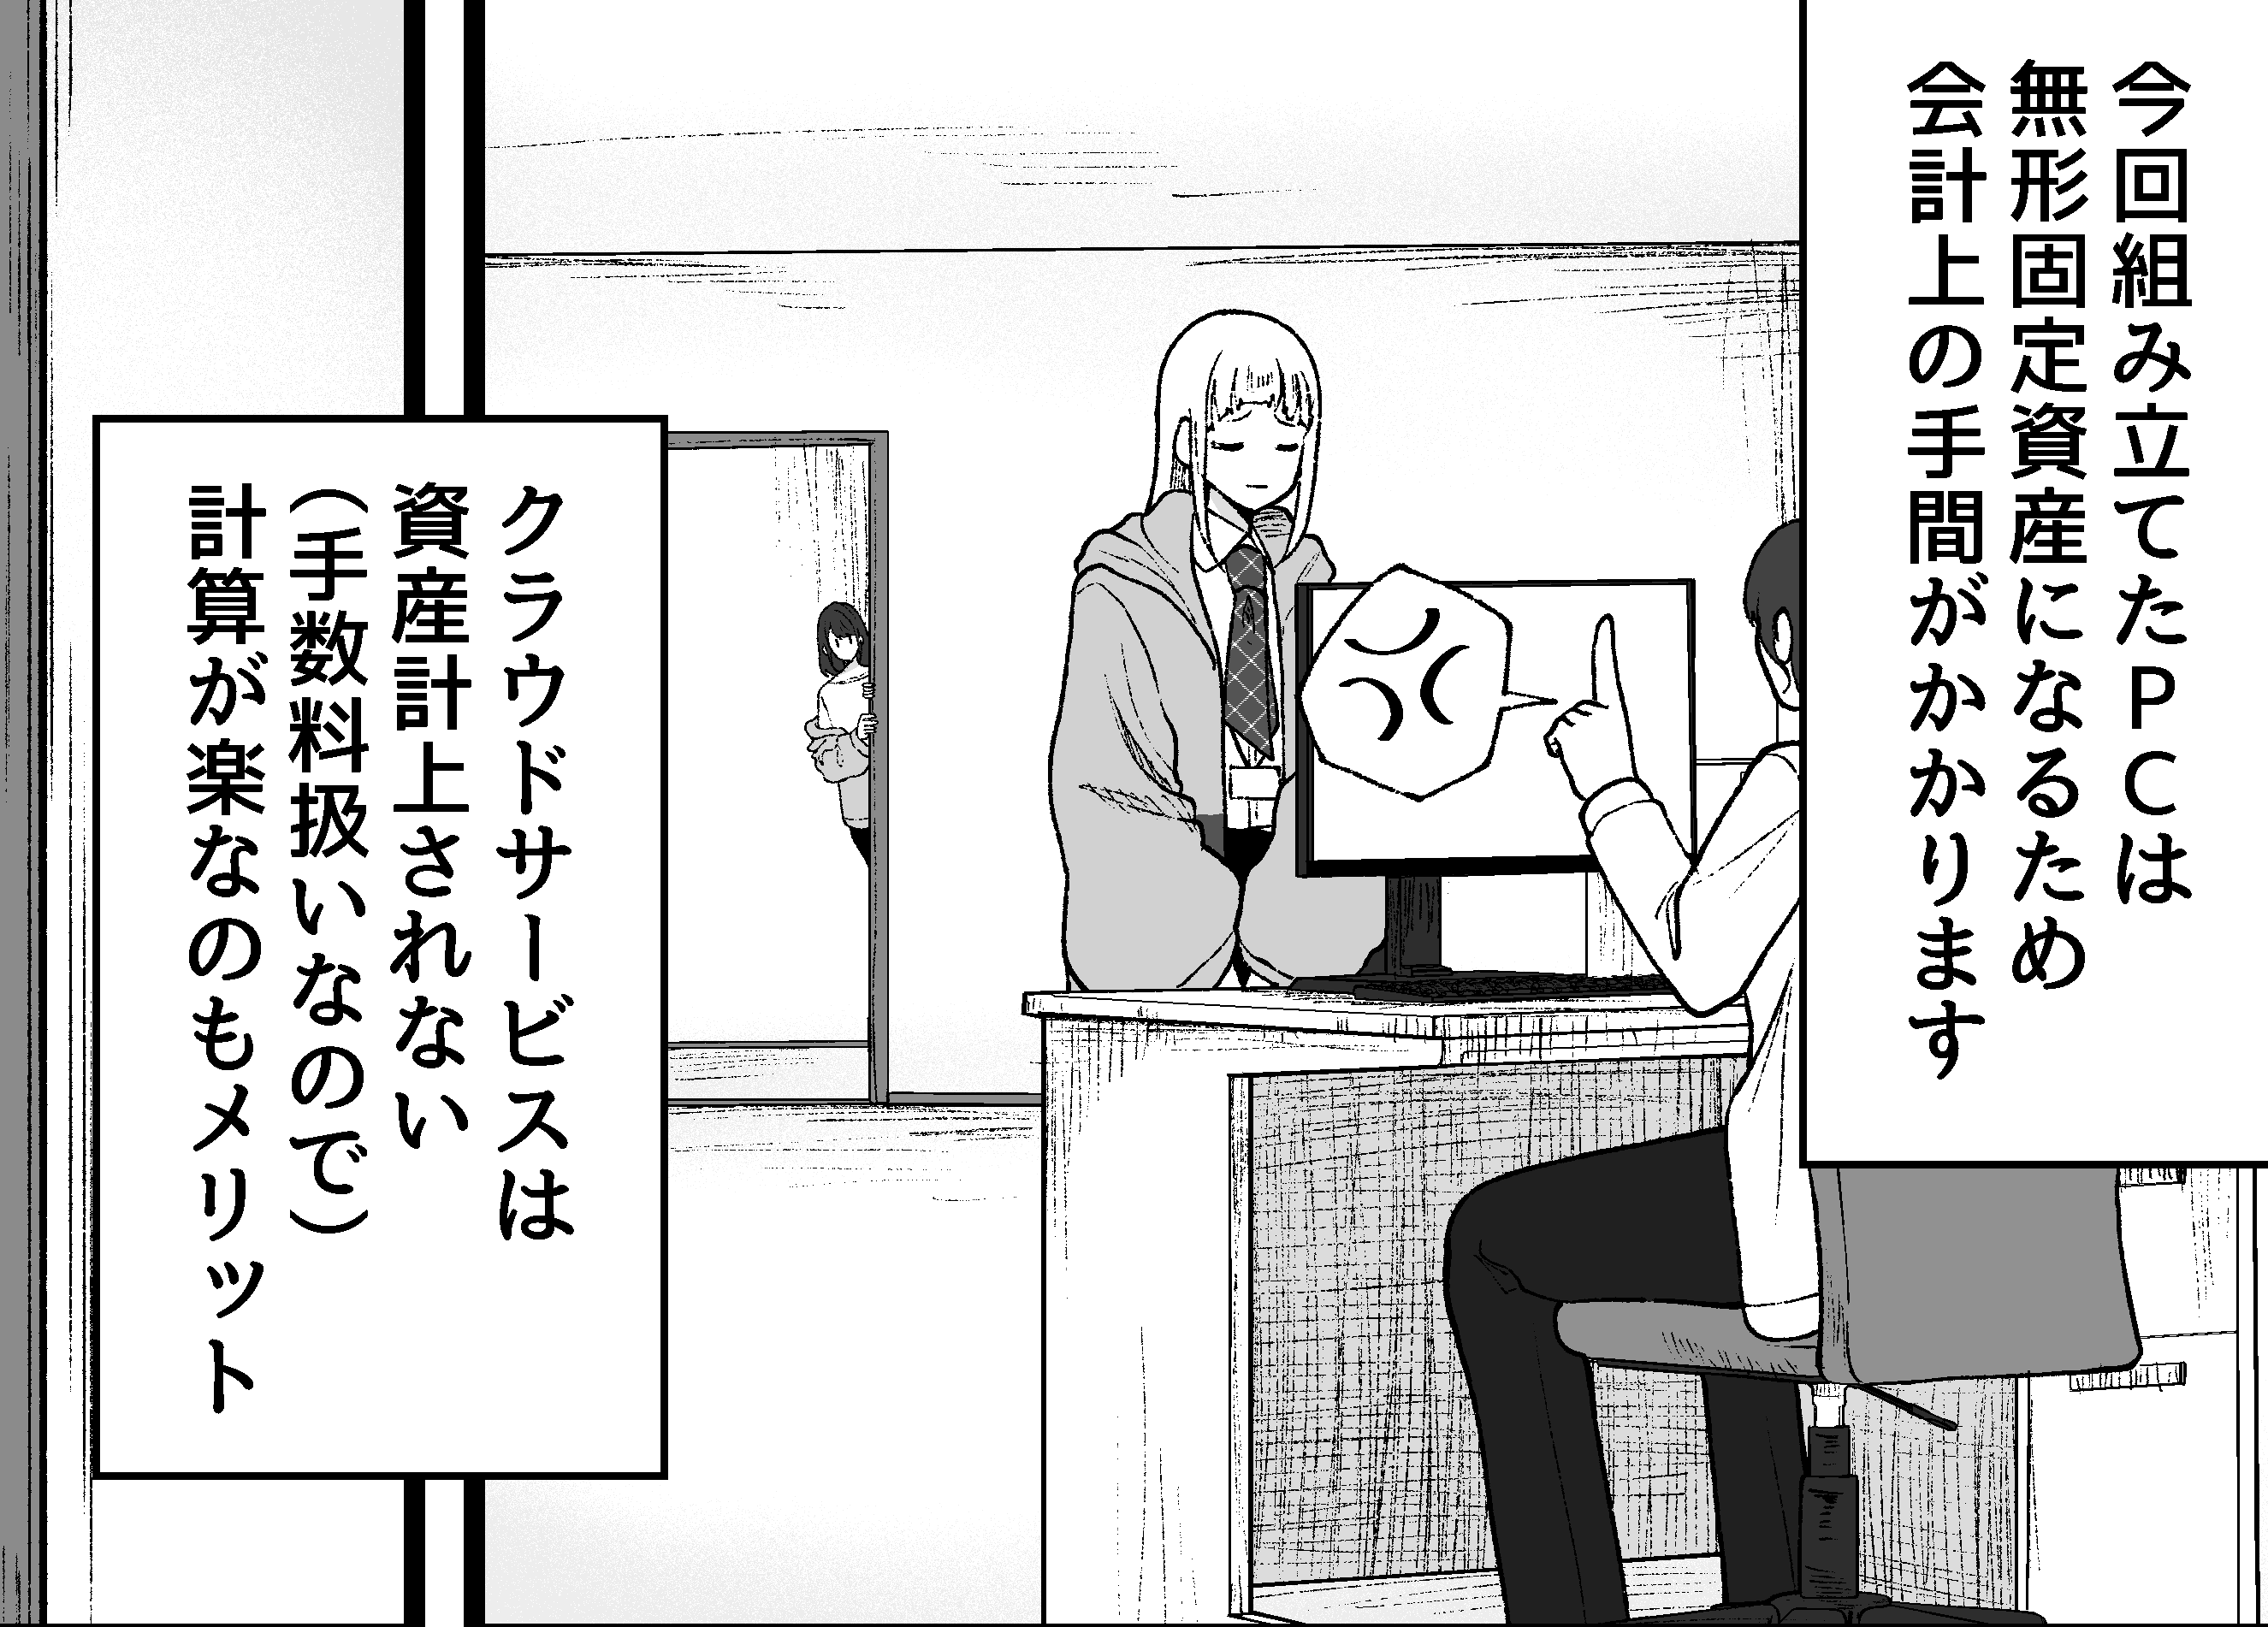 今回組み立てたＰＣは
無形固定資産になるため
会計上の手間がかかります
クラウドサービスは
資産計上されない
（手数料扱いなので）
計算が楽なのもメリット